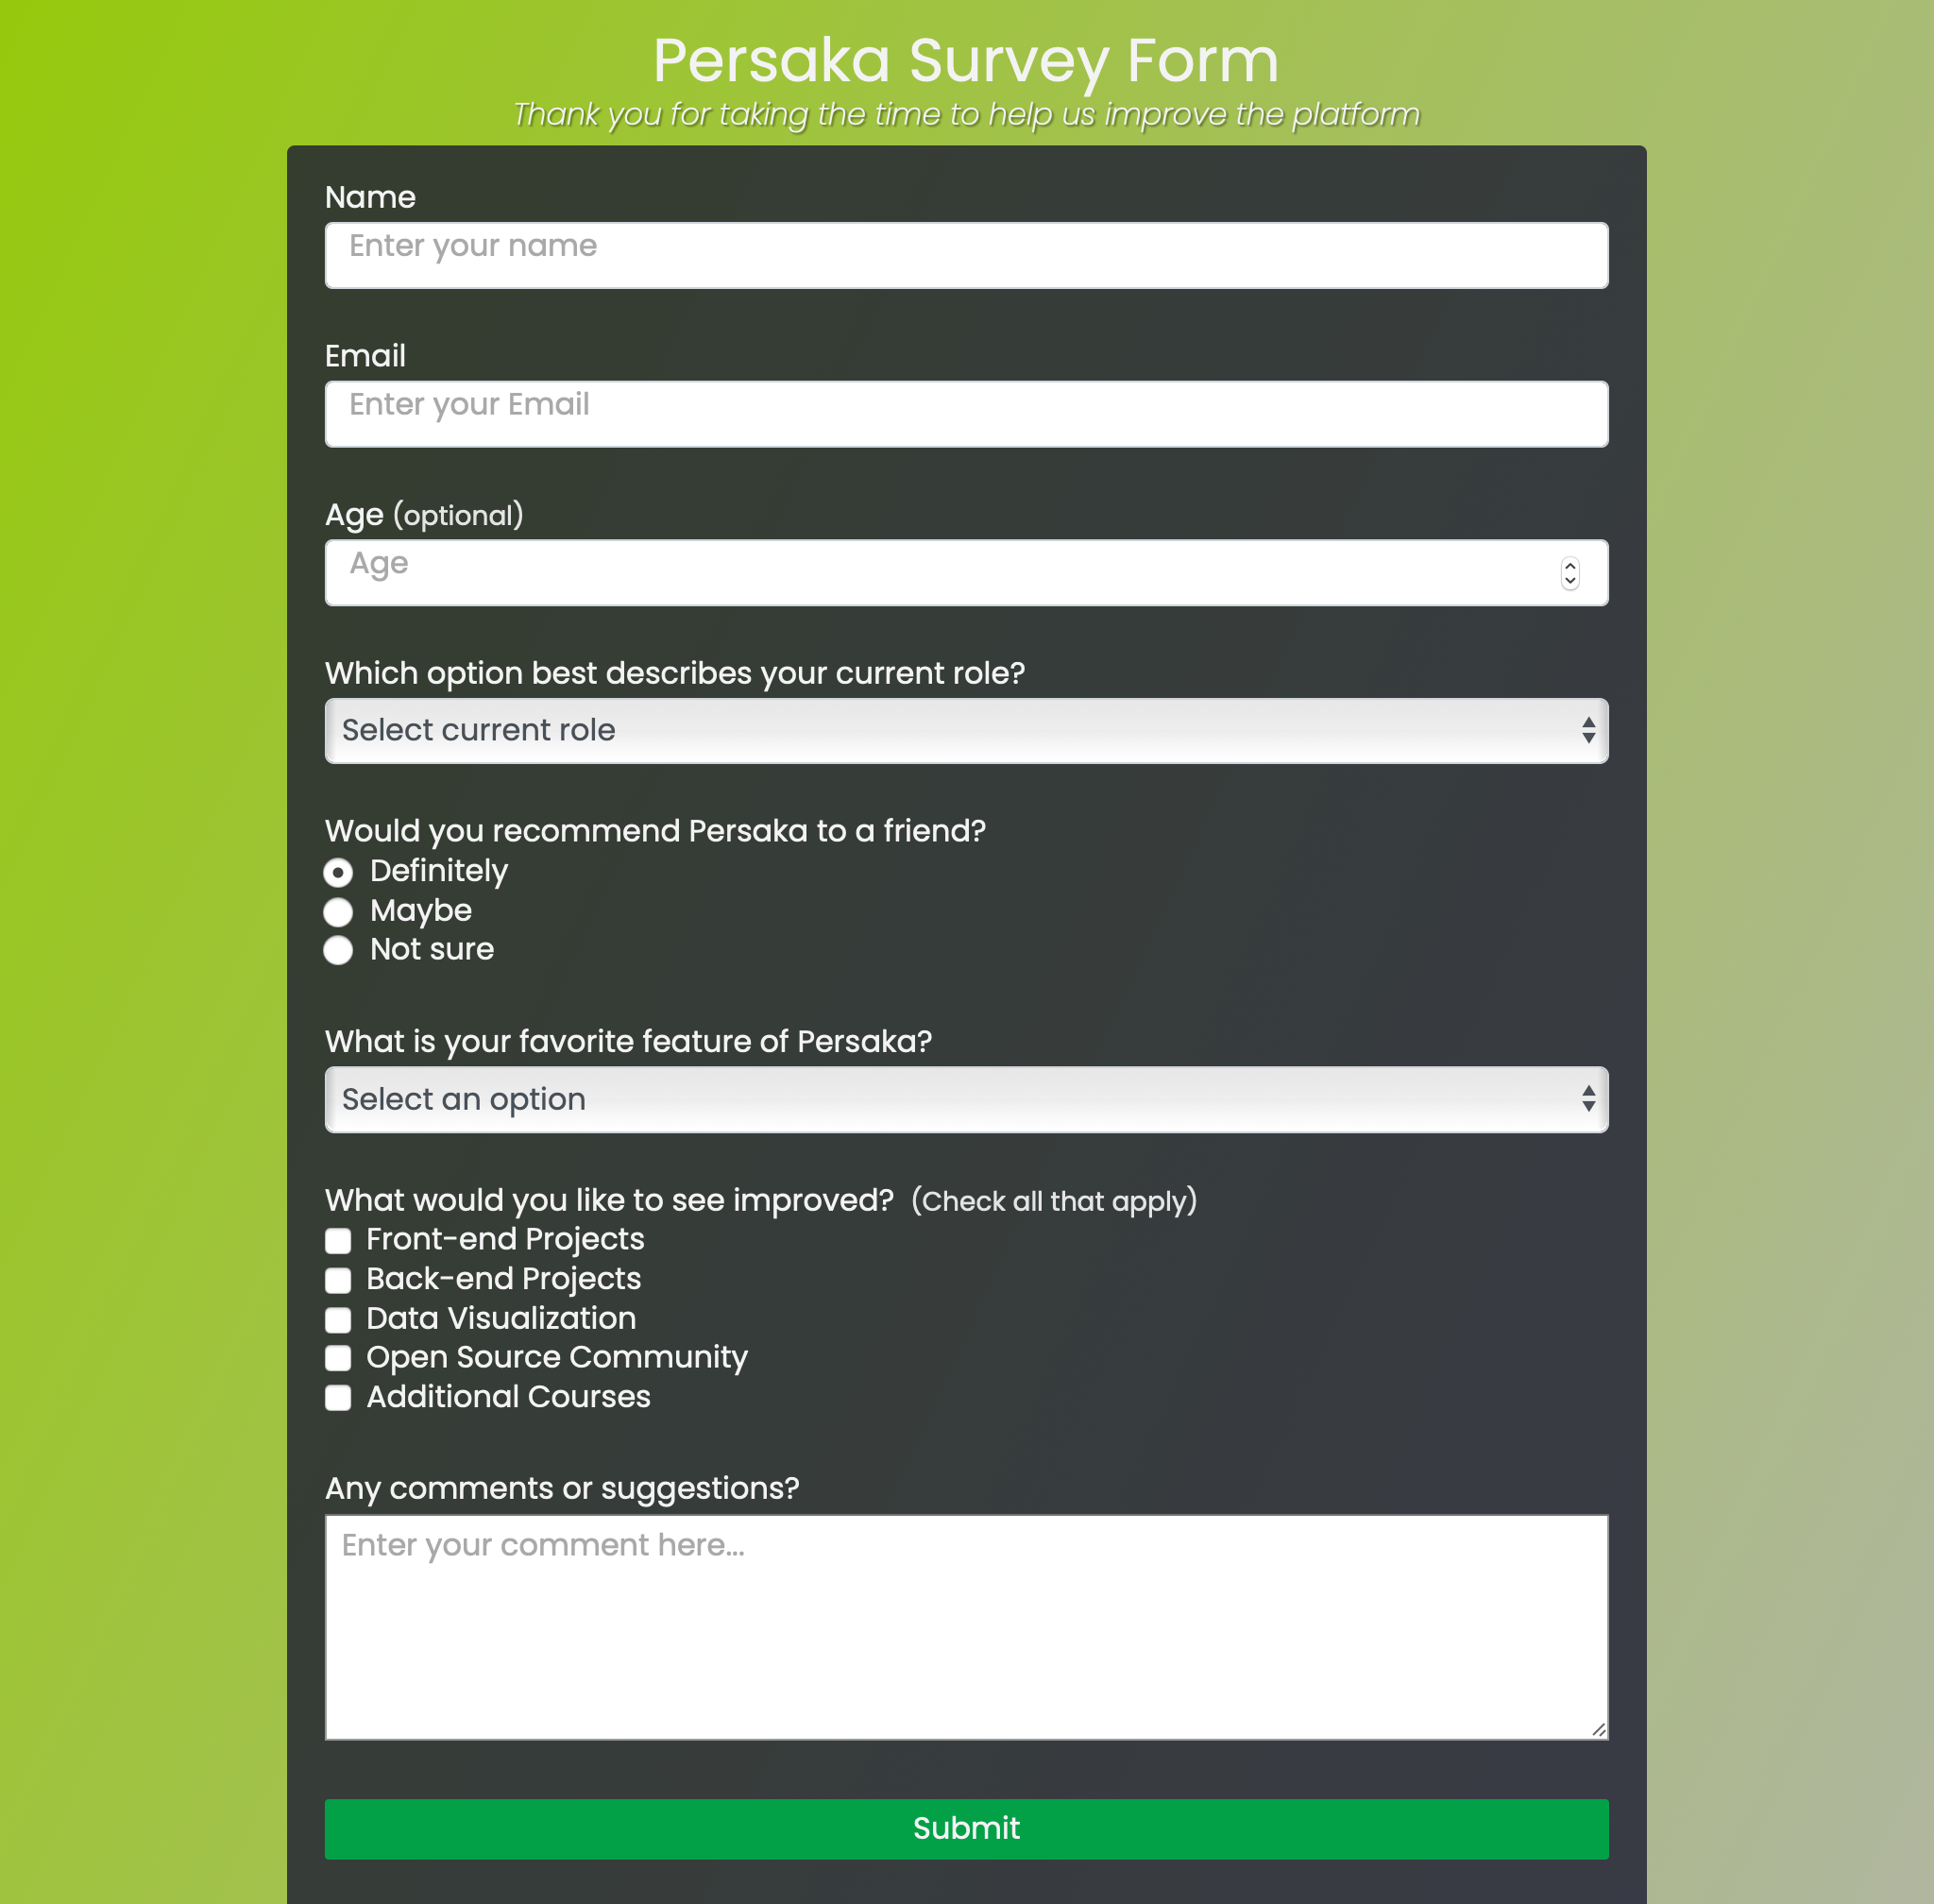 Persaka Survey Form
Thank you for taking the time to help us improve the platform
Name
Enter your name
Email
Enter your Email
Age (optional)
Age
Which option best describes your current role?
Select current role
Would you recommend Persaka to a friend?
Definitely
Maybe
Not sure
What is your favorite feature of Persaka?
Select an option
What would you like to see improved? (Check all that apply)
Front-end Projects
Back-end Projects
Data Visualization
Open Source Community
Additional Courses
Any comments or suggestions?
Enter your comment here...
Submit